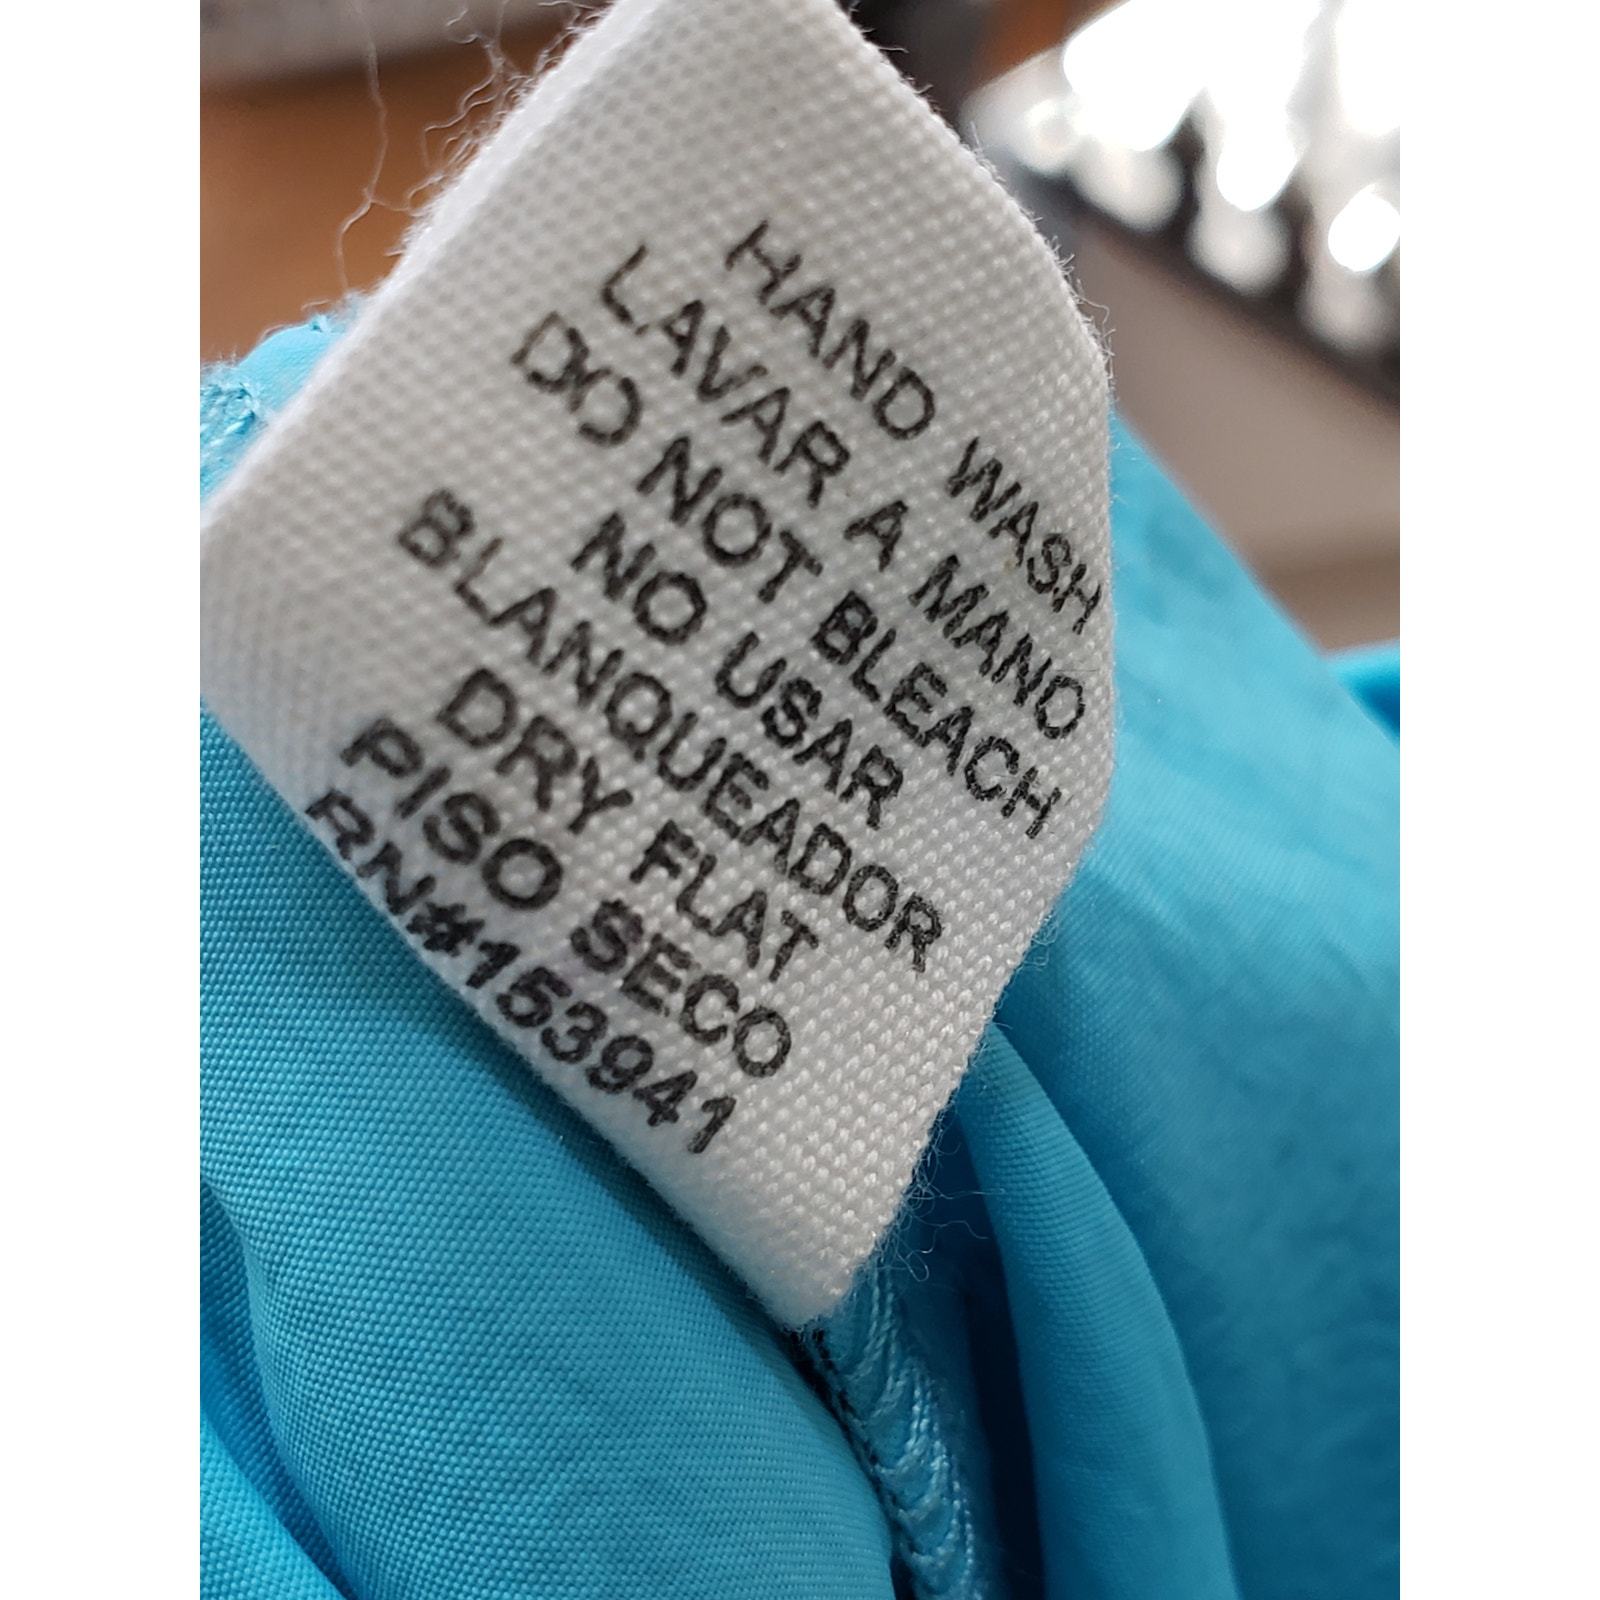 HAND WASH
LAVAR A MANO
DO NOT BLEACH
NO USAR
BLANQUEADOR
DRY FLAT
PISO SECO
RN#153941